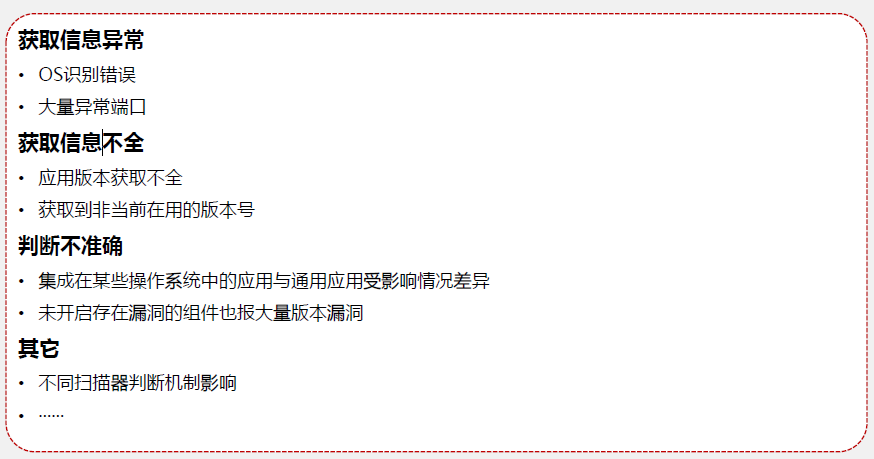 获取信息异常
• OS识别错误
• 大量异常端口
获取信息不全
• 应用版本获取不全
• 获取到非当前在用的版本号
判断不准确
• 集成在某些操作系统中的应用与通用应用受影响情况差异
• 未开启存在漏洞的组件也报大量版本漏洞
其它
• 不同扫描器判断机制影响
• ……